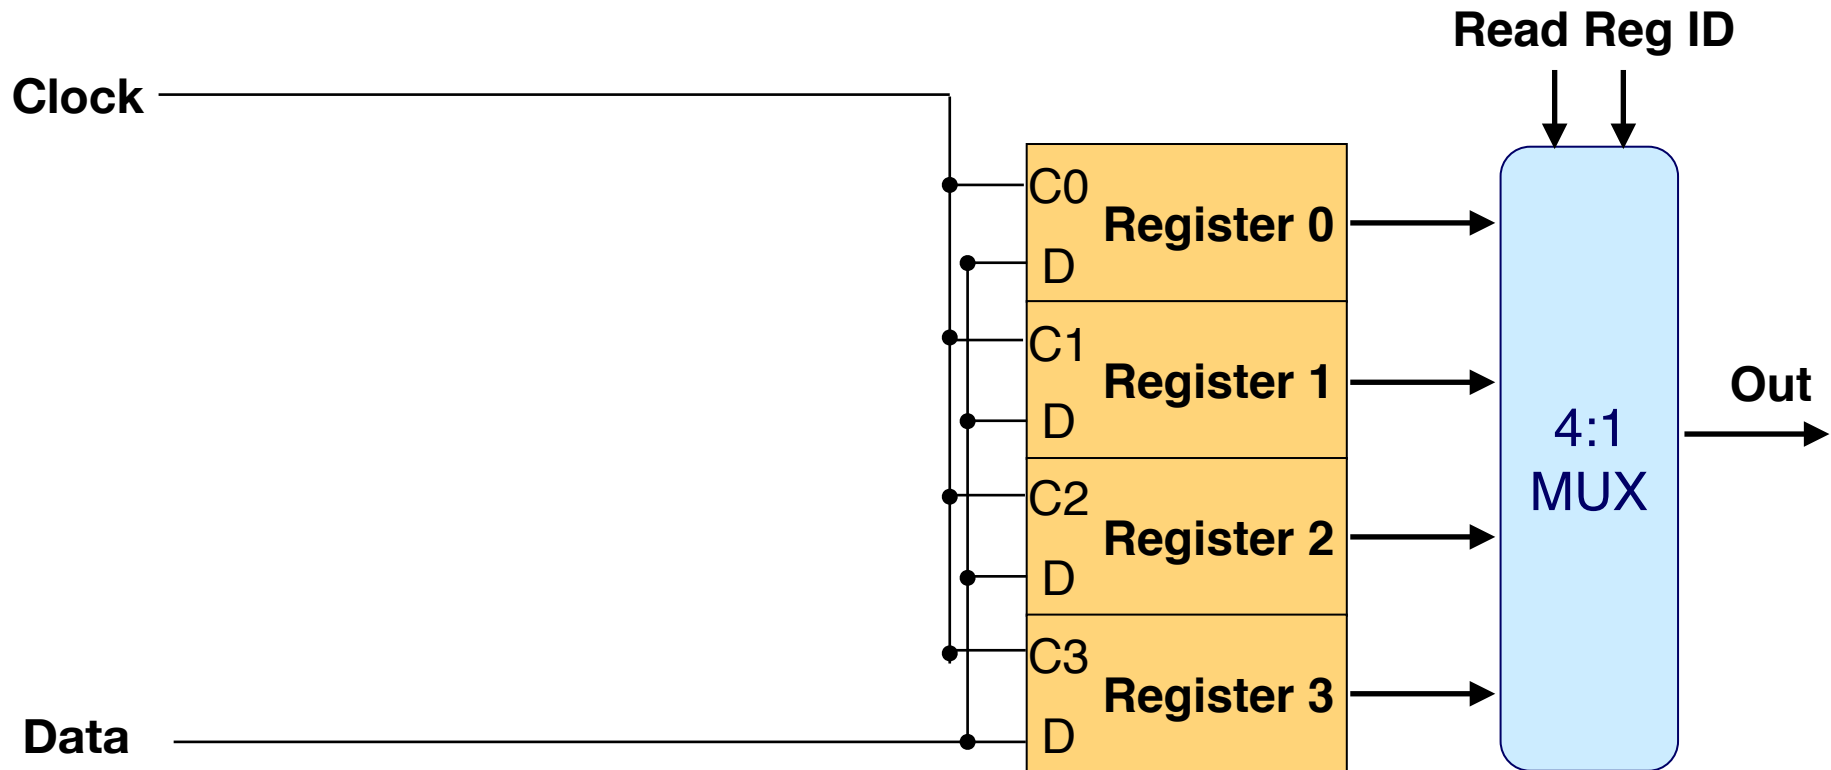 Read Reg ID
Clock
C0
Register 0
D
C1
Register 1
D
Out
4:1
MUX
C2
Register 2
D
C3
Register 3
D
Data